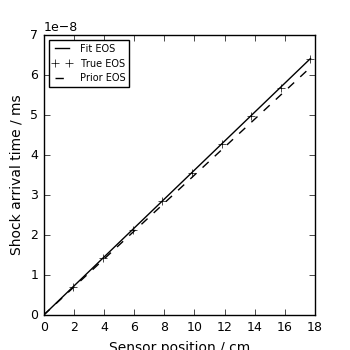 1e−8
7
6
5
4
3
2
1
0
Fit EOS
True EOS
Prior EOS
Shock arrival time / ms
0 2 4 6 8 10 12 14 16 18
Sensor position / cm